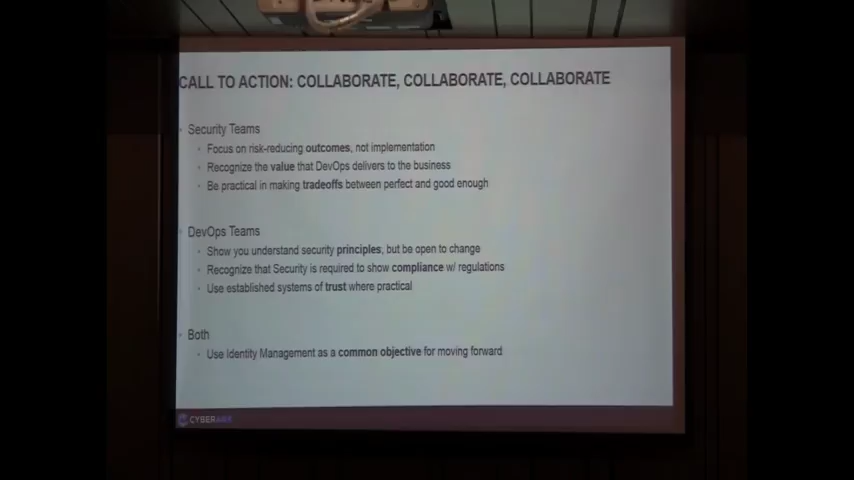 CALL TO ACTION: COLLABORATE, COLLABORATE, COLLABORATE
Security Teams
Focus on risk-reducing outcomes, not implementation
Recognize the value that DevOps delivers to the business
Be practical in making tradeoffs between perfect and good enough
DevOps Teams
Show you understand security principles, but be open to change
Recognize that Security is required to show compliance w/ regulations
Use established systems of trust where practical
Both
Use Identity Management as a common objective for moving forward
CYBERARK